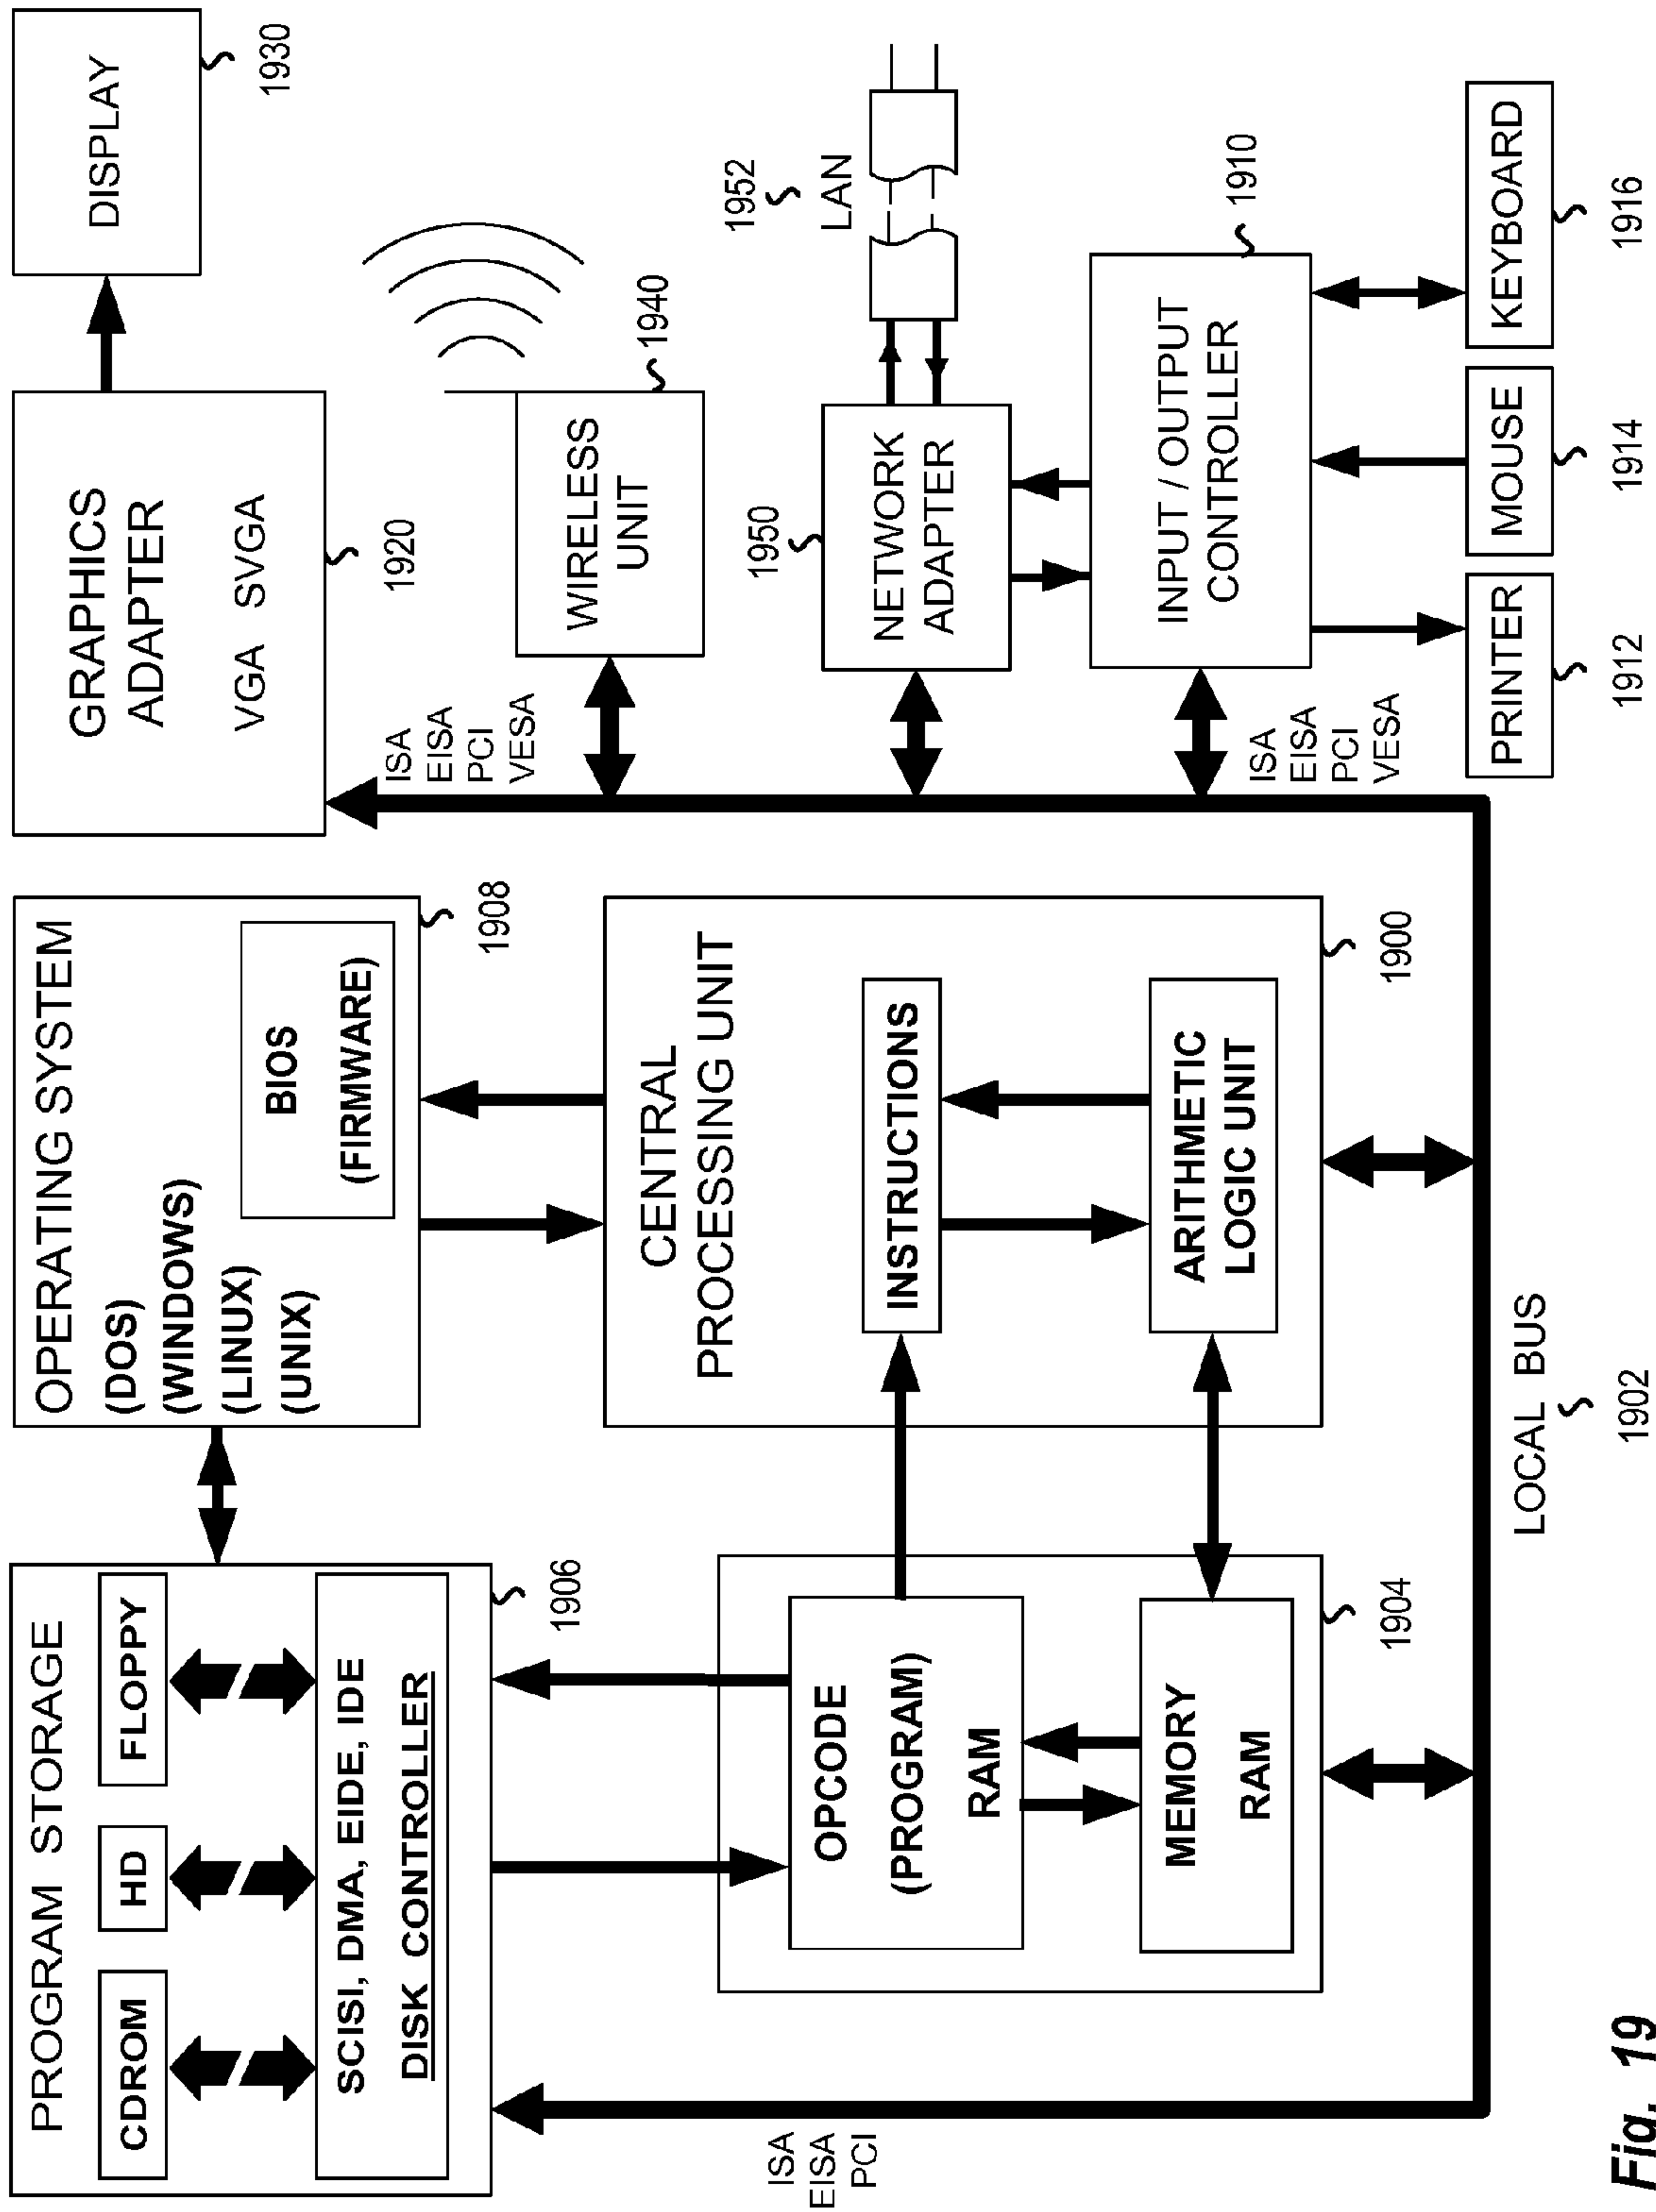 PROGRAM STORAGE
CDROM
HD
FLOPPY
SCISI, DMA, EIDE, IDE
DISK CONTROLLER
1906
OPERATING SYSTEM
(DOS)
(WINDOWS)
(LINUX)
(UNIX)
BIOS
(FIRMWARE)
1908
GRAPHICS
ADAPTER
VGA SVGA
1920
DISPLAY
1930
ISA
EISA
PCI
VESA
WIRELESS
UNIT
1940
ISA
EISA
PCI
OPCODE
(PROGRAM)
RAM
MEMORY
RAM
1904
CENTRAL
PROCESSING UNIT
INSTRUCTIONS
ARITHMETIC
LOGIC UNIT
1900
1950
NETWORK
ADAPTER
1952
LAN
INPUT / OUTPUT
CONTROLLER
1910
ISA
EISA
PCI
VESA
PRINTER
1912
MOUSE
1914
KEYBOARD
1916
LOCAL BUS
1902
Fig. 19